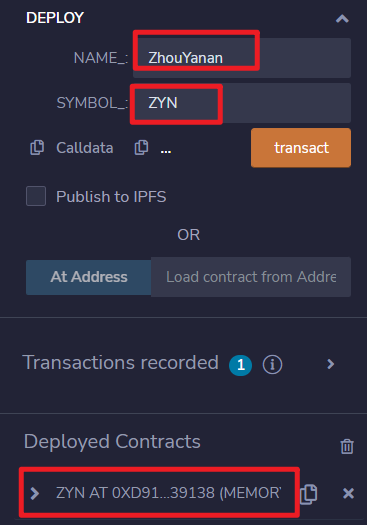 DEPLOY
NAME_: ZhouYanan
SYMBOL_: ZYN
Calldata ... transact
Publish to IPFS
OR
At Address Load contract from Addre
Transactions recorded 1 i
Deployed Contracts
ZYN AT 0XD91...39138 (MEMOR